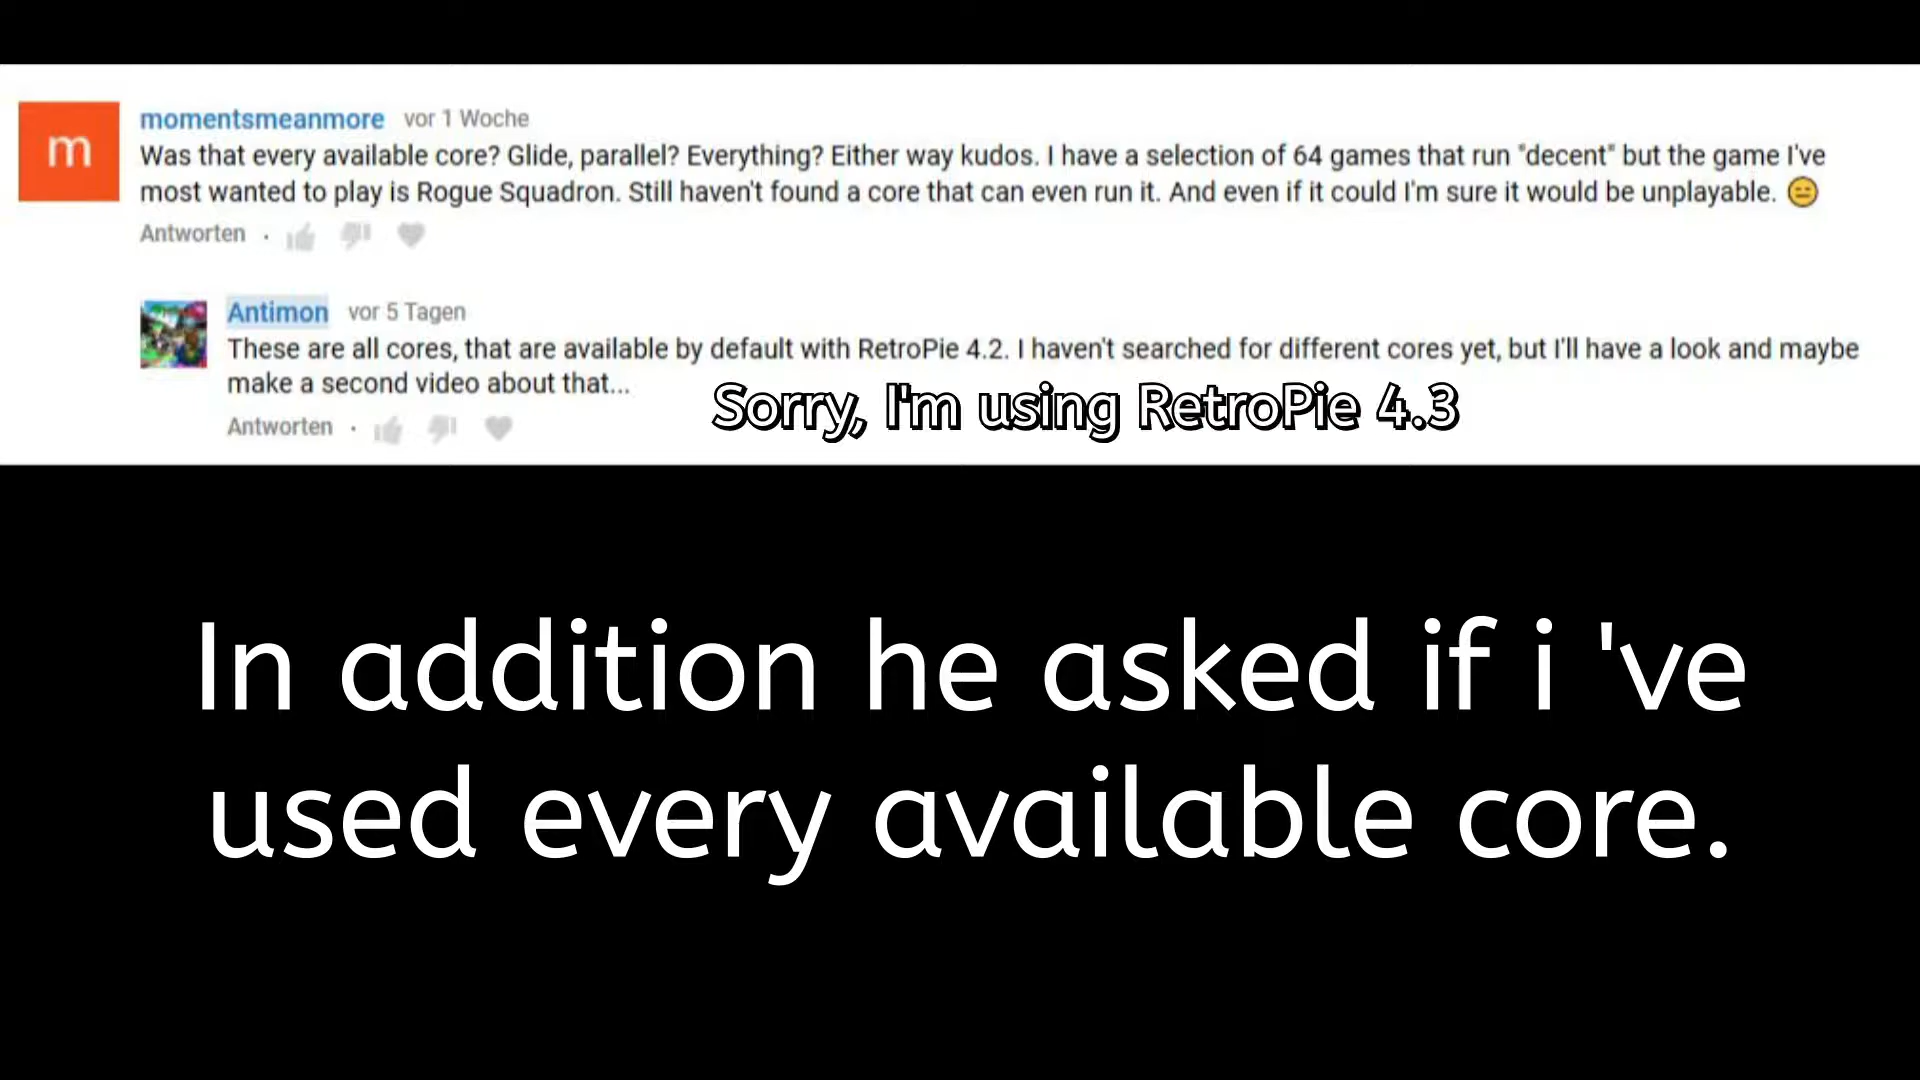 m
momentsmeanmore vor 1 Woche
Was that every available core? Glide, parallel? Everything? Either way kudos. I have a selection of 64 games that run "decent" but the game I've
most wanted to play is Rogue Squadron. Still haven't found a core that can even run it. And even if it could I'm sure it would be unplayable. 😑
Antworten ·
Antimon vor 5 Tagen
These are all cores, that are available by default with RetroPie 4.2. I haven't searched for different cores yet, but I'll have a look and maybe
make a second video about that...
Sorry, I'm using RetroPie 4.3
Antworten ·
In addition he asked if i 've
used every available core.